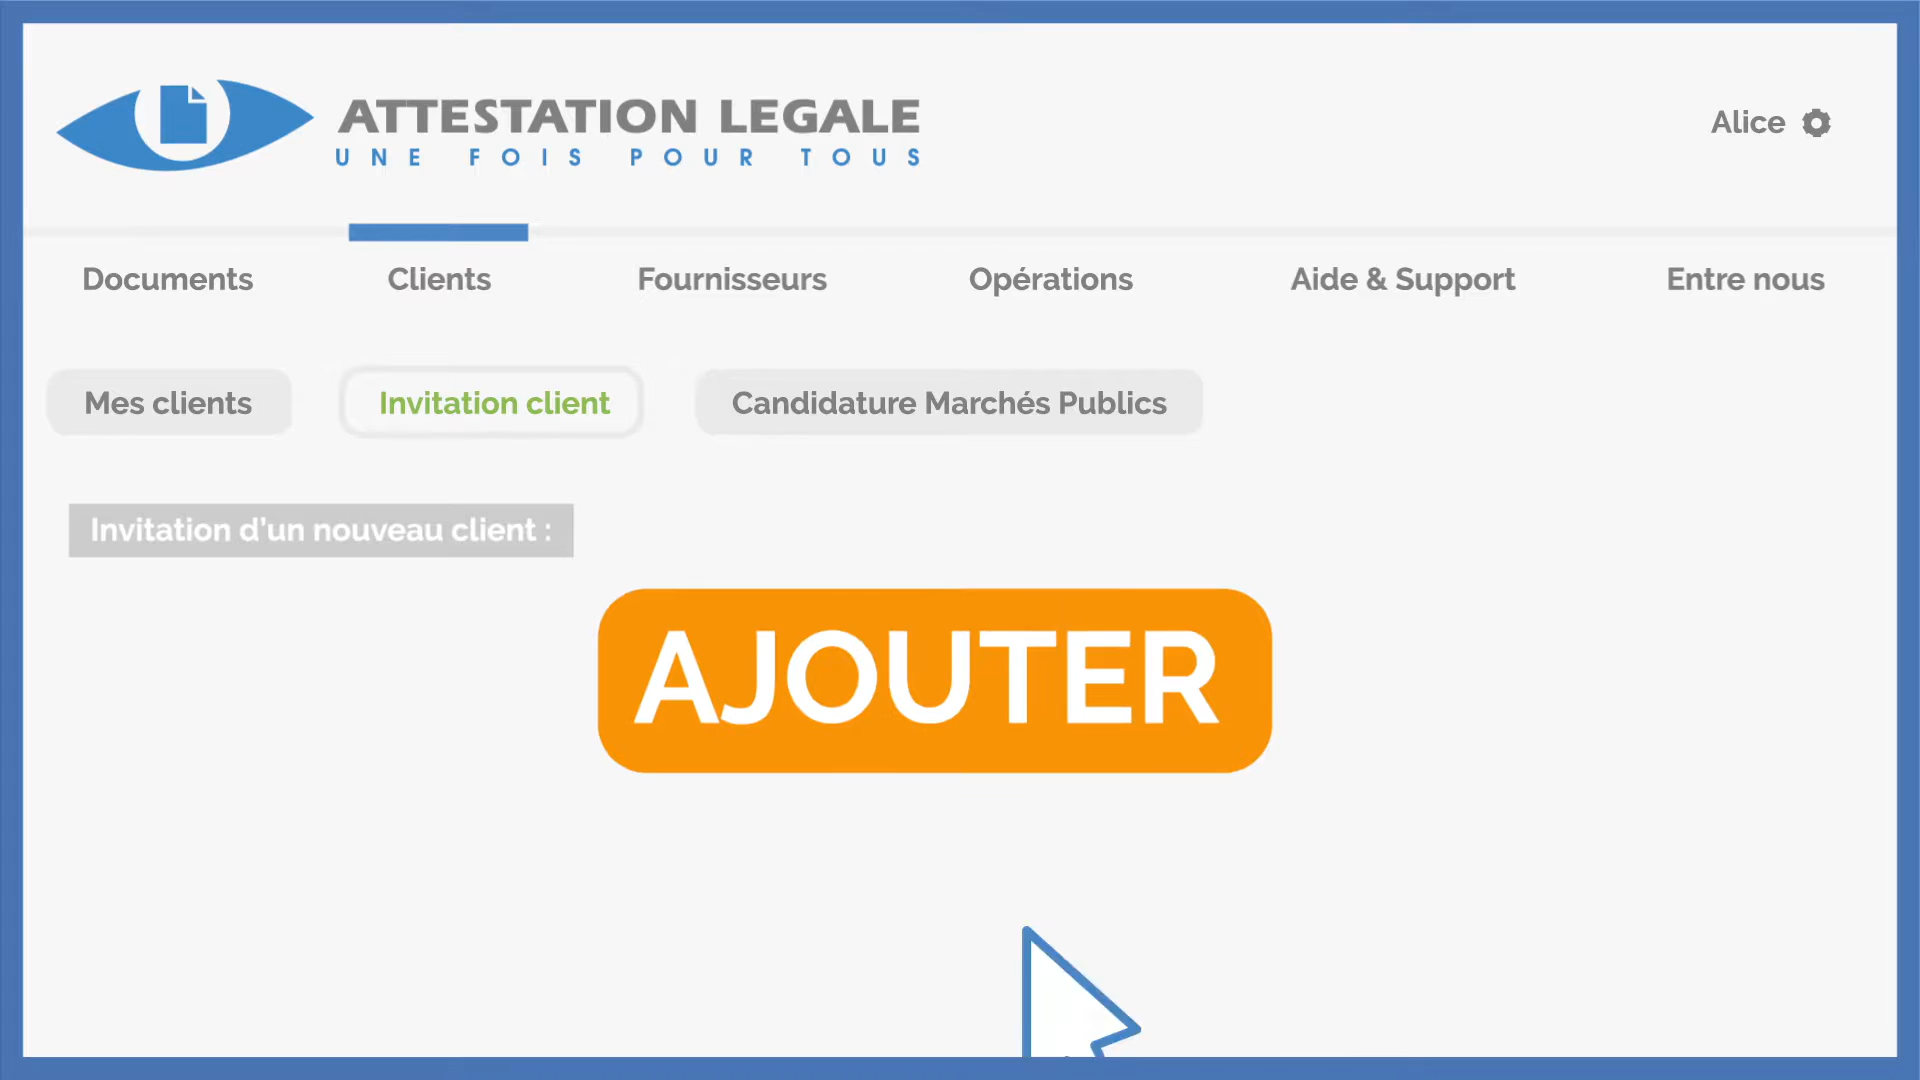 ATTESTATION LEGALE
UNE FOIS POUR TOUS
Alice
Documents Clients Fournisseurs Opérations Aide & Support Entre nous
Mes clients Invitation client Candidature Marchés Publics
Invitation d'un nouveau client :
AJOUTER